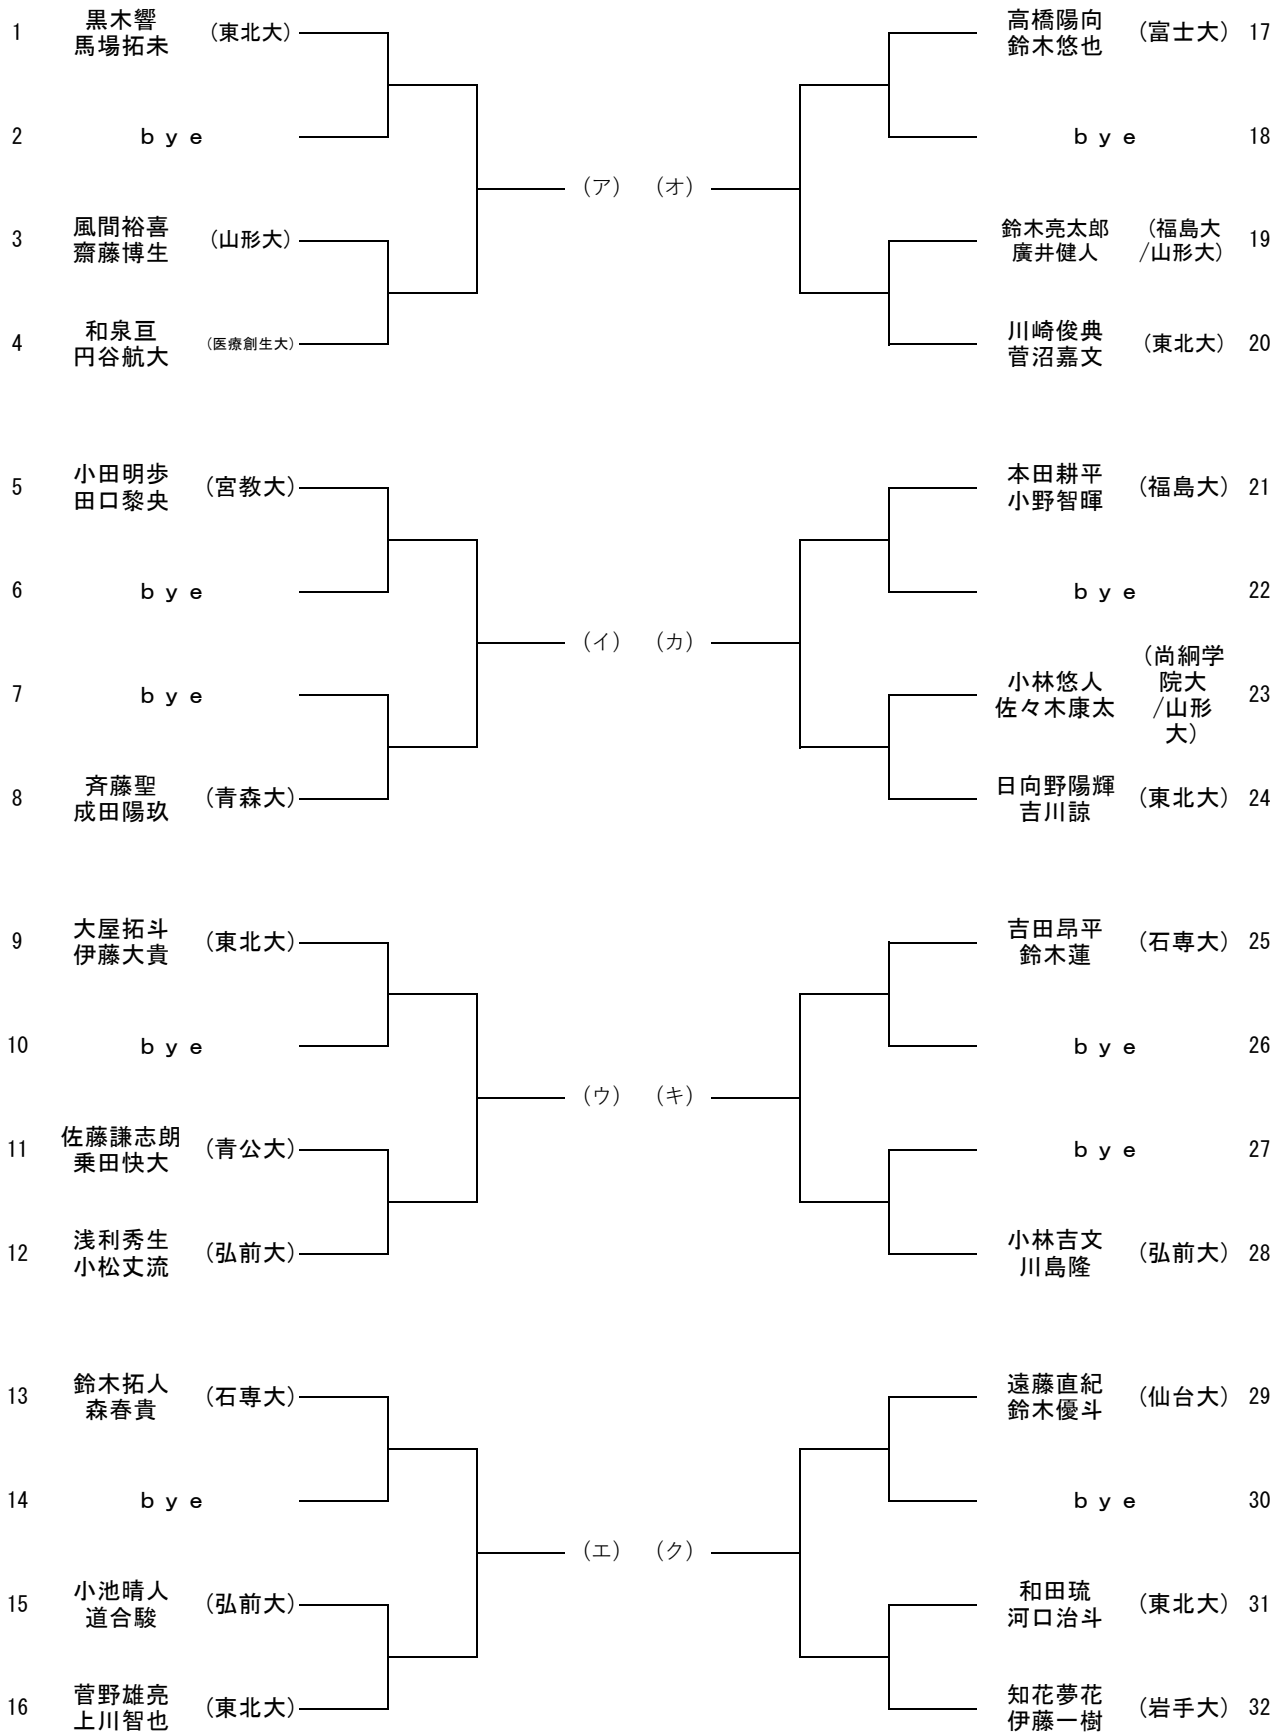 1 黒木響 (東北大)
馬場拓未
2 ｂｙｅ
3 風間裕喜 (山形大)
齋藤博生
4 和泉亘 (医療創生大)
円谷航大
(ア)
5 小田明歩 (宮教大)
田口黎央
6 ｂｙｅ
7 ｂｙｅ
8 斉藤聖 (青森大)
成田陽玖
(イ)
9 大屋拓斗 (東北大)
伊藤大貴
10 ｂｙｅ
11 佐藤謙志朗 (青公大)
乗田快大
12 浅利秀生 (弘前大)
小松丈流
(ウ)
13 鈴木拓人 (石専大)
森春貴
14 ｂｙｅ
15 小池晴人 (弘前大)
道合駿
16 菅野雄亮 (東北大)
上川智也
(エ)
高橋陽向 (富士大) 17
鈴木悠也
ｂｙｅ 18
鈴木亮太郎 (福島大 19
廣井健人 /山形大)
川崎俊典 (東北大) 20
菅沼嘉文
(オ)
本田耕平 (福島大) 21
小野智暉
ｂｙｅ 22
(尚絅学
小林悠人 院大 23
佐々木康太 /山形
大)
日向野陽輝 (東北大) 24
吉川諒
(カ)
吉田昂平 (石専大) 25
鈴木蓮
ｂｙｅ 26
ｂｙｅ 27
小林吉文 (弘前大) 28
川島隆
(キ)
遠藤直紀 (仙台大) 29
鈴木優斗
ｂｙｅ 30
和田琉 (東北大) 31
河口治斗
知花夢花 (岩手大) 32
伊藤一樹
(ク)